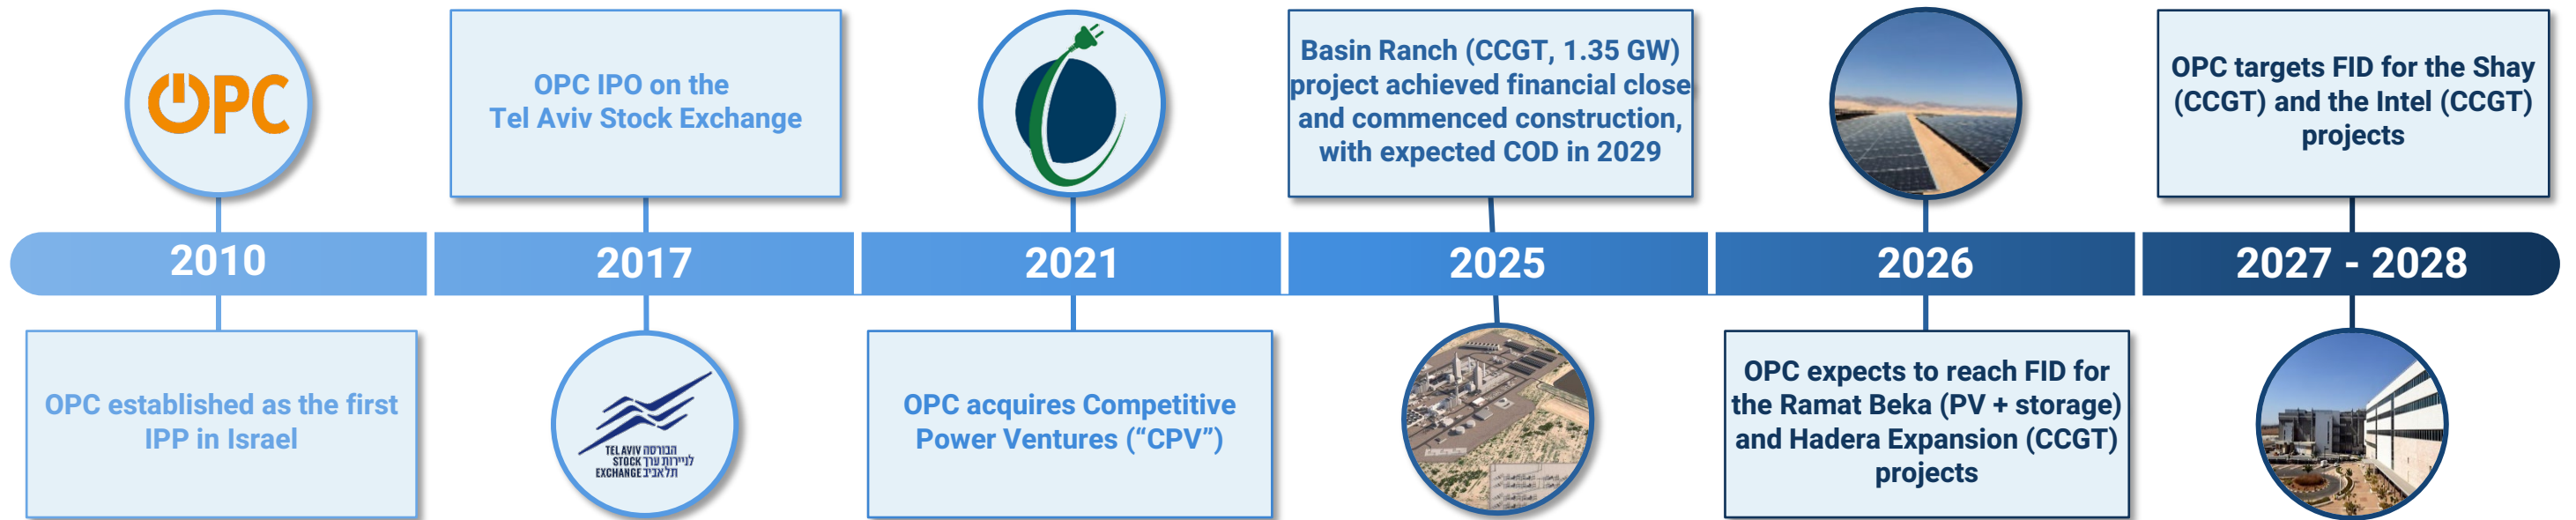 OPC
OPC IPO on the
Tel Aviv Stock Exchange
Basin Ranch (CCGT, 1.35 GW)
project achieved financial close
and commenced construction,
with expected COD in 2029
OPC targets FID for the Shay
(CCGT) and the Intel (CCGT)
projects
2010
2017
2021
2025
2026
2027 - 2028
OPC established as the first
IPP in Israel
TEL AVIV הבורסה
STOCK לניירות ערך
EXCHANGE תל אביב
OPC acquires Competitive
Power Ventures (“CPV”)
OPC expects to reach FID for
the Ramat Beka (PV + storage)
and Hadera Expansion (CCGT)
projects